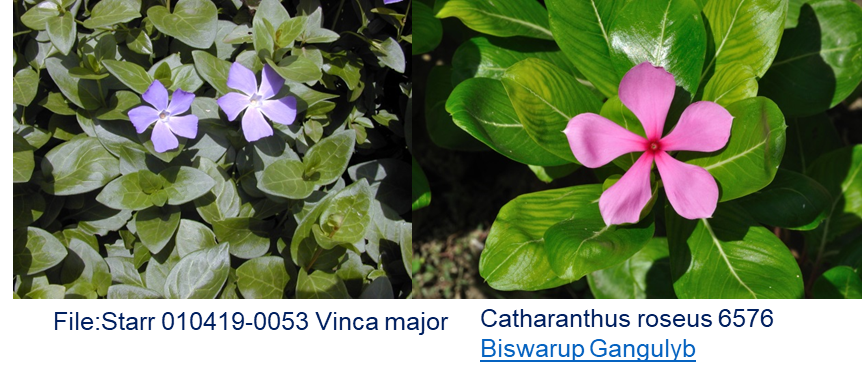 File:Starr 010419-0053 Vinca major
Catharanthus roseus 6576
Biswarup Gangulyb